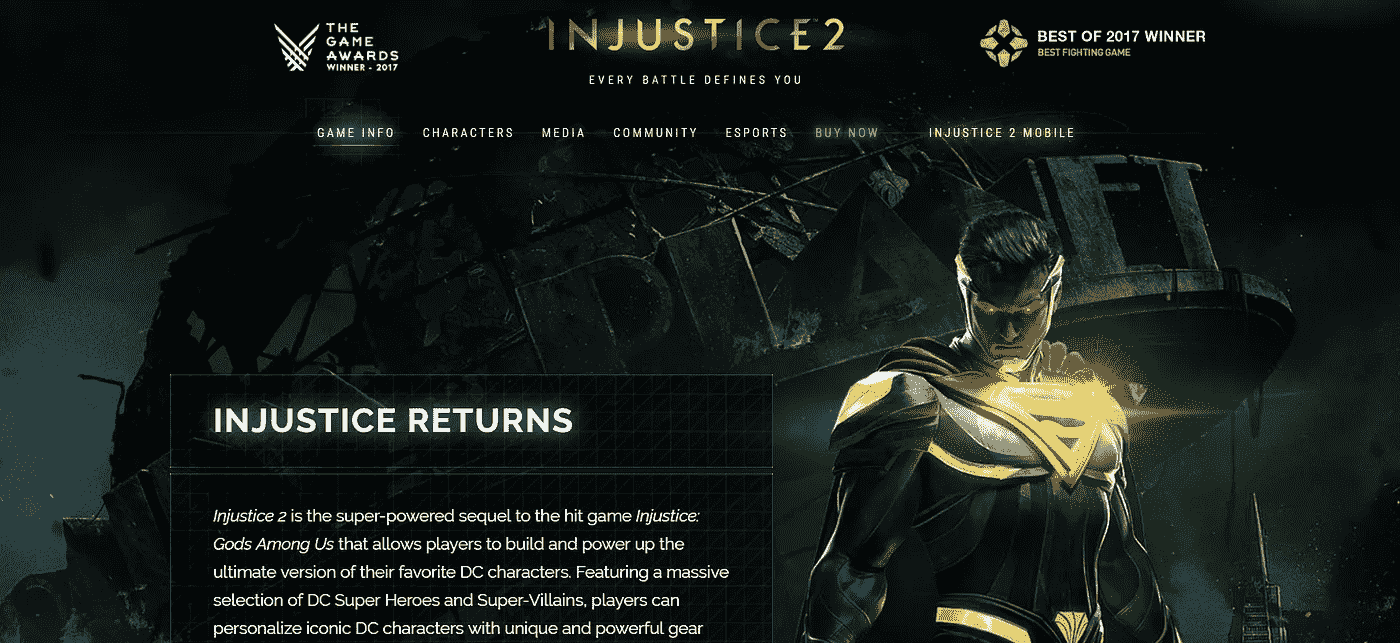 THE
GAME
AWARDS
WINNER - 2017
INJUSTICE 2
EVERY BATTLE DEFINES YOU
BEST OF 2017 WINNER
BEST FIGHTING GAME
GAME INFO CHARACTERS MEDIA COMMUNITY ESPORTS BUY NOW INJUSTICE 2 MOBILE
PLANET
INJUSTICE RETURNS
Injustice 2 is the super-powered sequel to the hit game Injustice:
Gods Among Us that allows players to build and power up the
ultimate version of their favorite DC characters. Featuring a massive
selection of DC Super Heroes and Super-Villains, players can
personalize iconic DC characters with unique and powerful gear